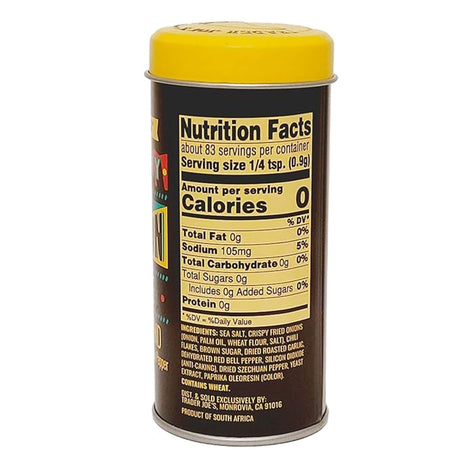 Nutrition Facts
about 83 servings per container
Serving size 1/4 tsp. (0.9g)
Amount per serving
Calories 0
% DV*
Total Fat 0g 0%
Sodium 105mg 5%
Total Carbohydrate 0g 0%
Total Sugars 0g
Includes 0g Added Sugars 0%
Protein 0g
* %DV = %Daily Value
INGREDIENTS: SEA SALT, CRISPY FRIED ONIONS
(ONION, PALM OIL, WHEAT FLOUR, SALT), CHILI
FLAKES, BROWN SUGAR, DRIED ROASTED GARLIC,
DEHYDRATED RED BELL PEPPER, SILICON DIOXIDE
(ANTI-CAKING), DRIED SZECHUAN PEPPER, YEAST
EXTRACT, PAPRIKA OLEORESIN (COLOR).
CONTAINS WHEAT.
DIST. & SOLD EXCLUSIVELY BY:
TRADER JOE'S, MONROVIA, CA 91016
PRODUCT OF SOUTH AFRICA